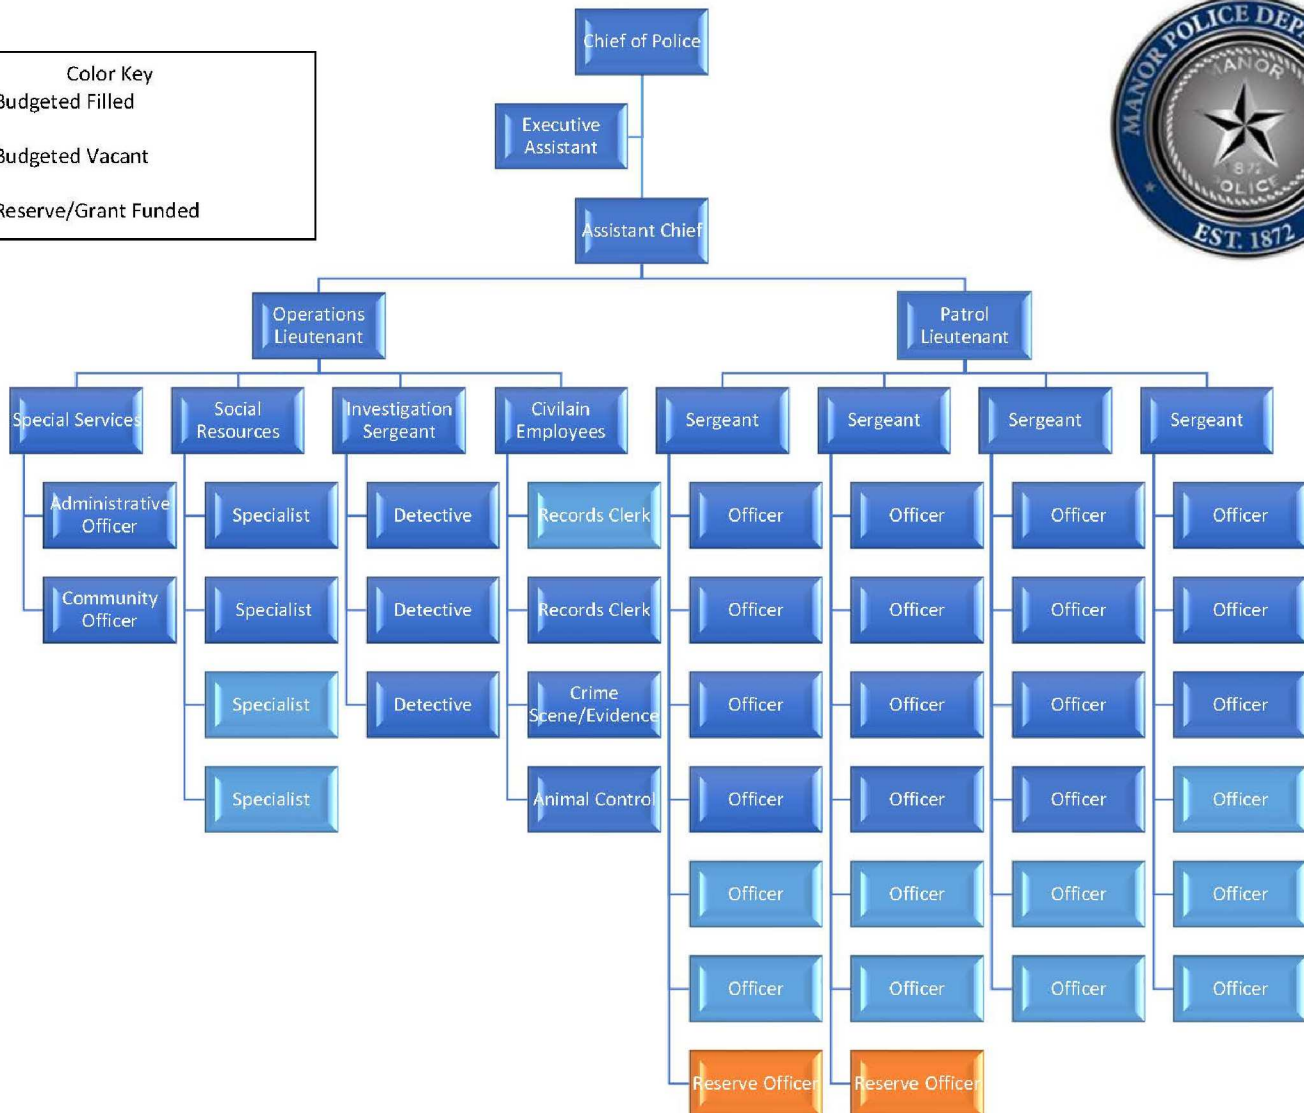 Chief of Police
MANOR POLICE DEP
MANOR
1872
POLICE
EST. 1872
Color Key
Budgeted Filled
Budgeted Vacant
Reserve/Grant Funded
Executive
Assistant
Assistant Chief
Operations
Lieutenant
Patrol
Lieutenant
Special Services
Social
Resources
Investigation
Sergeant
Civilain
Employees
Sergeant
Sergeant
Sergeant
Sergeant
Administrative
Officer
Specialist
Detective
Records Clerk
Officer
Officer
Officer
Officer
Community
Officer
Specialist
Detective
Records Clerk
Officer
Officer
Officer
Officer
Specialist
Detective
Crime
Scene/Evidence
Officer
Officer
Officer
Officer
Specialist
Animal Control
Officer
Officer
Officer
Officer
Officer
Officer
Officer
Officer
Officer
Officer
Officer
Officer
Reserve Officer
Reserve Officer